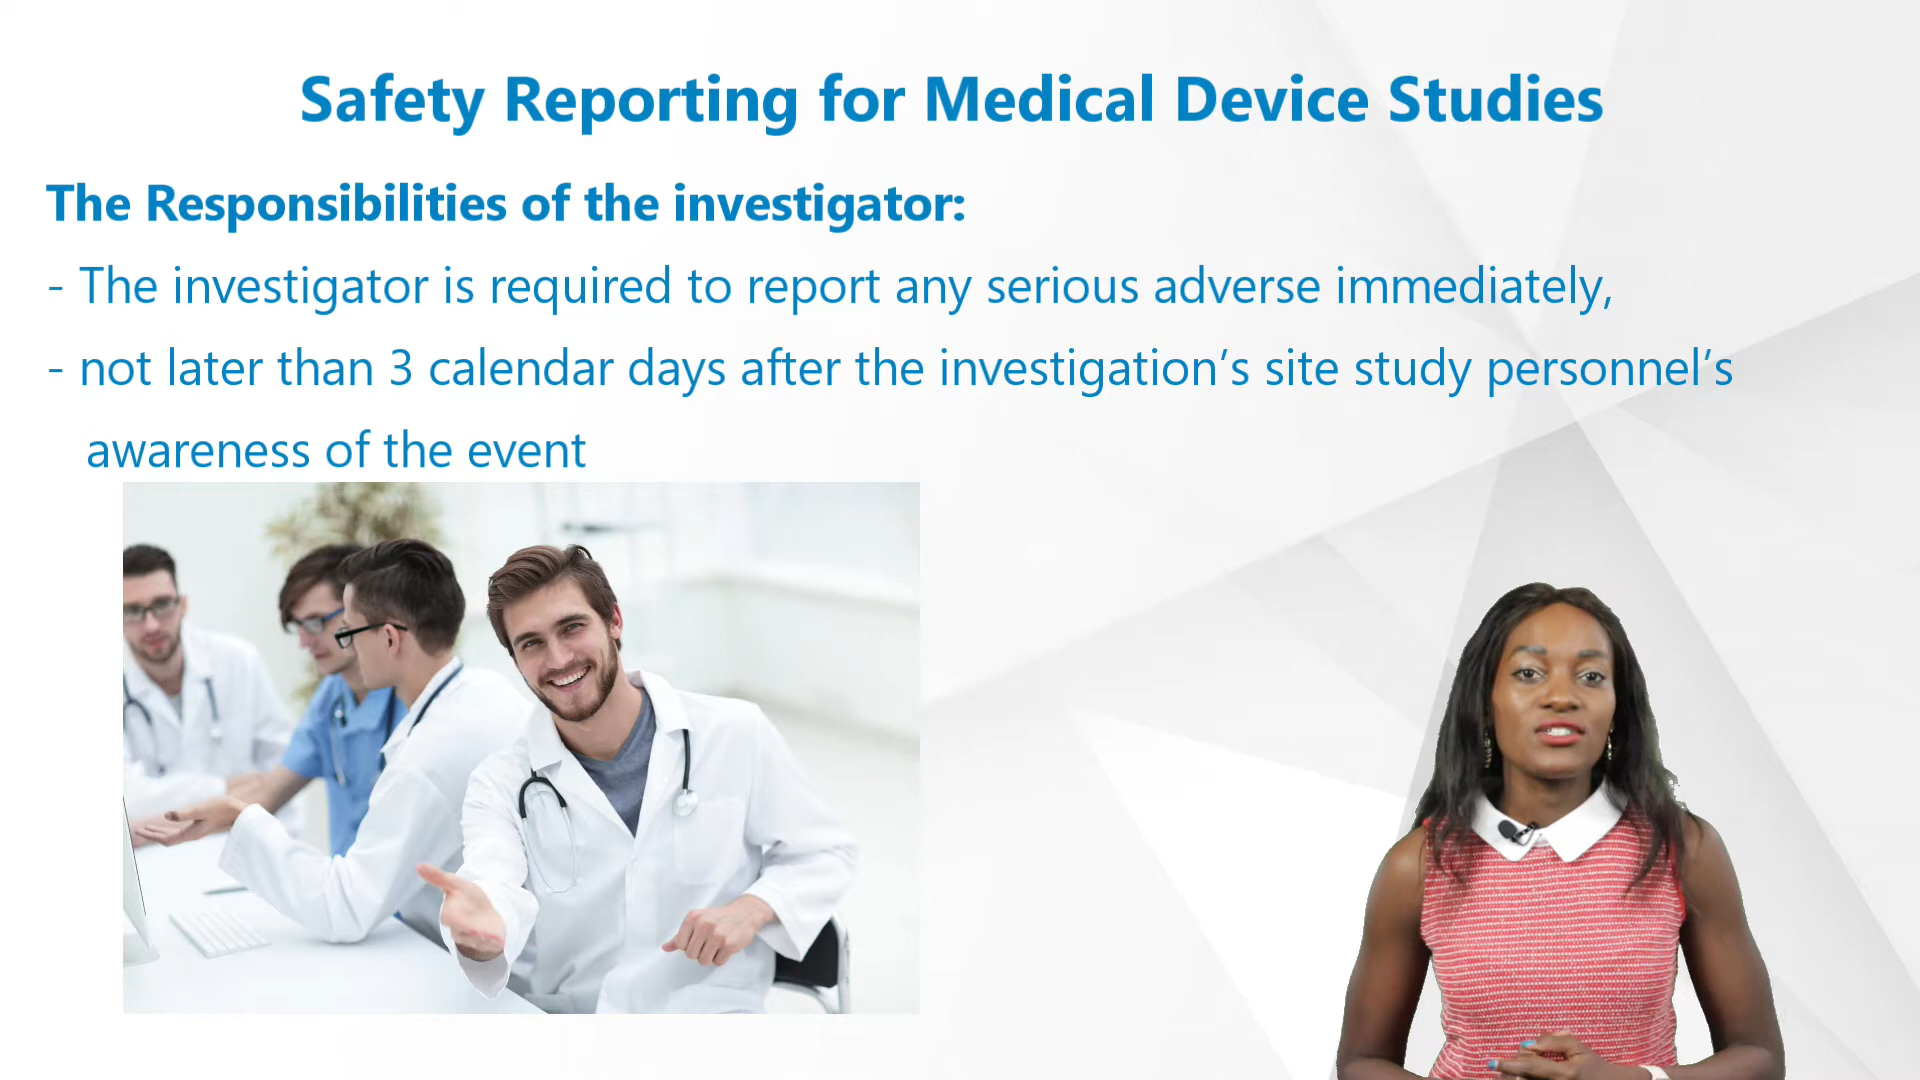 Safety Reporting for Medical Device Studies
The Responsibilities of the investigator:
- The investigator is required to report any serious adverse immediately,
- not later than 3 calendar days after the investigation’s site study personnel’s
awareness of the event